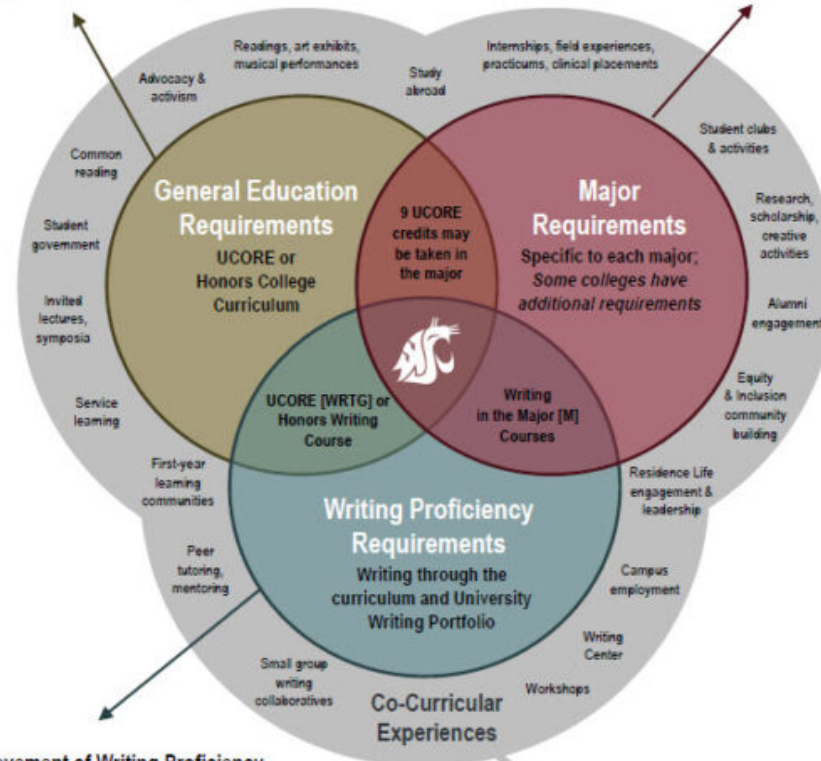 Readings, art exhibits,
musical performances
Internships, field experiences,
practicums, clinical placements
Study
abroad
Advocacy &
activism
Student clubs
& activities
Common
reading
General Education
Requirements
UCORE or
Honors College
Curriculum
9 UCORE
credits may
be taken in
the major
Major
Requirements
Specific to each major;
Some colleges have
additional requirements
Research,
scholarship,
creative
activities
Student
government
Invited
lectures,
symposia
Alumni
engagement
Service
learning
UCORE [WRTG] or
Honors Writing
Course
WSC
Writing
in the Major [M]
Courses
Equity
& Inclusion
community
building
First-year
learning
communities
Residence Life
engagement &
leadership
Writing Proficiency
Requirements
Writing through the
curriculum and University
Writing Portfolio
Peer
tutoring,
mentoring
Campus
employment
Writing
Center
Small group
writing
collaboratives
Workshops
Co-Curricular
Experiences
of Writing Proficiency